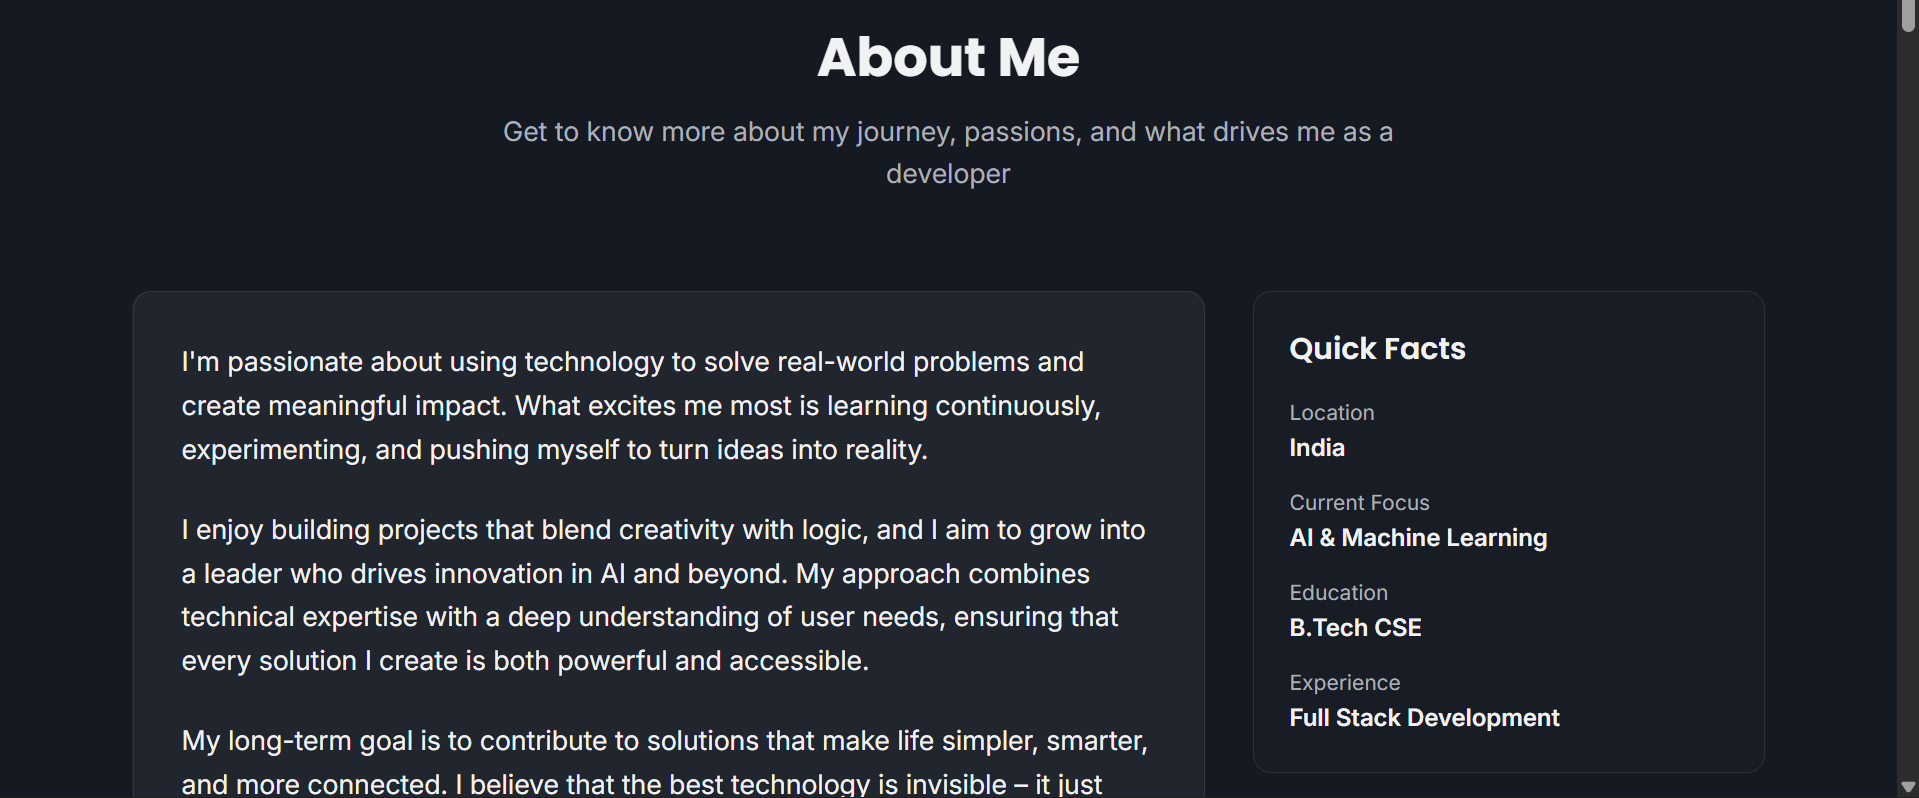 About Me
Get to know more about my journey, passions, and what drives me as a
developer
I'm passionate about using technology to solve real-world problems and
create meaningful impact. What excites me most is learning continuously,
experimenting, and pushing myself to turn ideas into reality.
I enjoy building projects that blend creativity with logic, and I aim to grow into
a leader who drives innovation in AI and beyond. My approach combines
technical expertise with a deep understanding of user needs, ensuring that
every solution I create is both powerful and accessible.
My long-term goal is to contribute to solutions that make life simpler, smarter,
and more connected. I believe that the best technology is invisible – it just
Quick Facts
Location
India
Current Focus
AI & Machine Learning
Education
B.Tech CSE
Experience
Full Stack Development